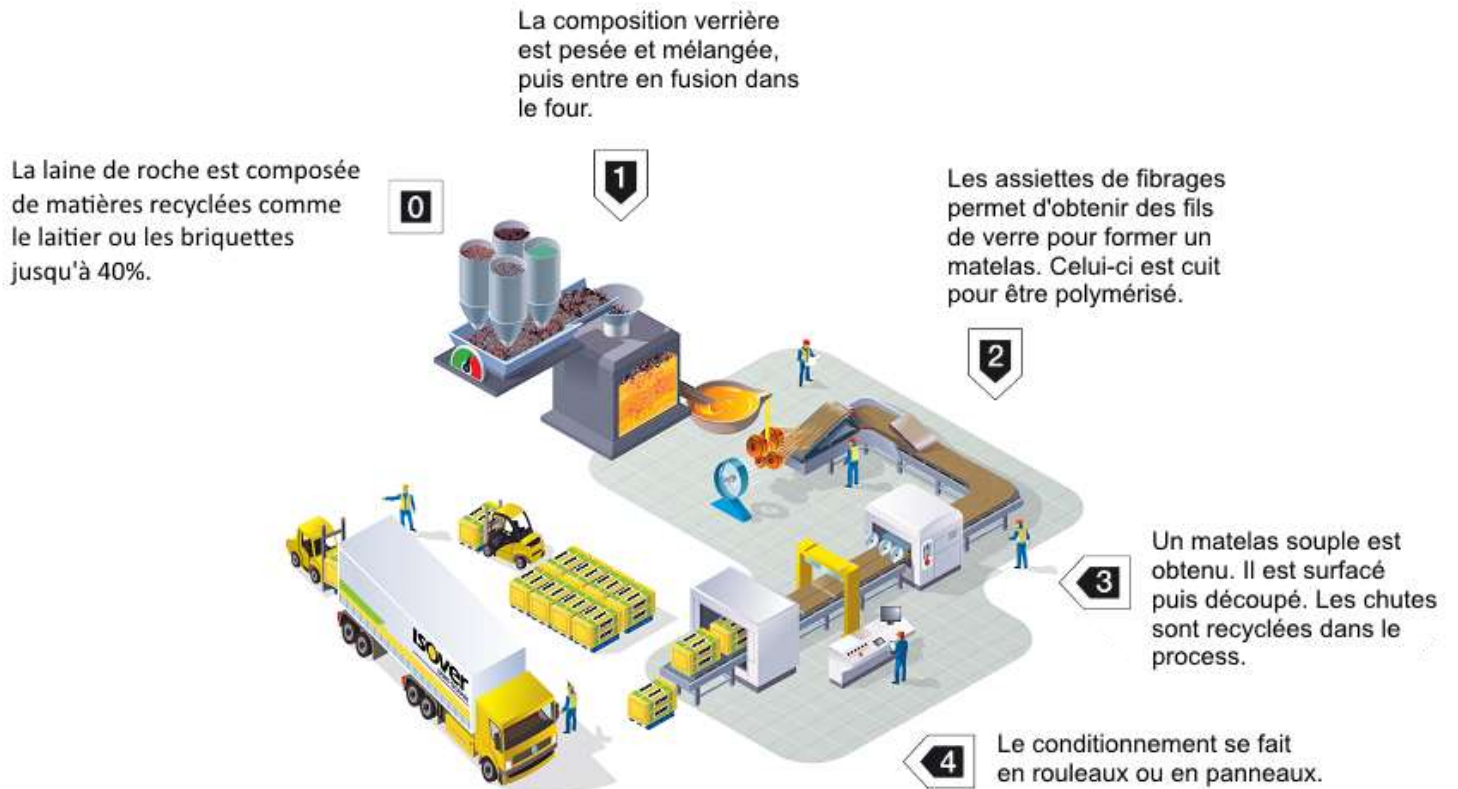 La composition verrière
est pesée et mélangée,
puis entre en fusion dans
le four.
1
La laine de roche est composée
de matières recyclées comme
le laitier ou les briquettes
jusqu'à 40%.
0
Les assiettes de fibrages
permet d'obtenir des fils
de verre pour former un
matelas. Celui-ci est cuit
pour être polymérisé.
2
Un matelas souple est
obtenu. Il est surfacé
puis découpé. Les chutes
sont recyclées dans le
process.
3
isover
Le conditionnement se fait
en rouleaux ou en panneaux.
4